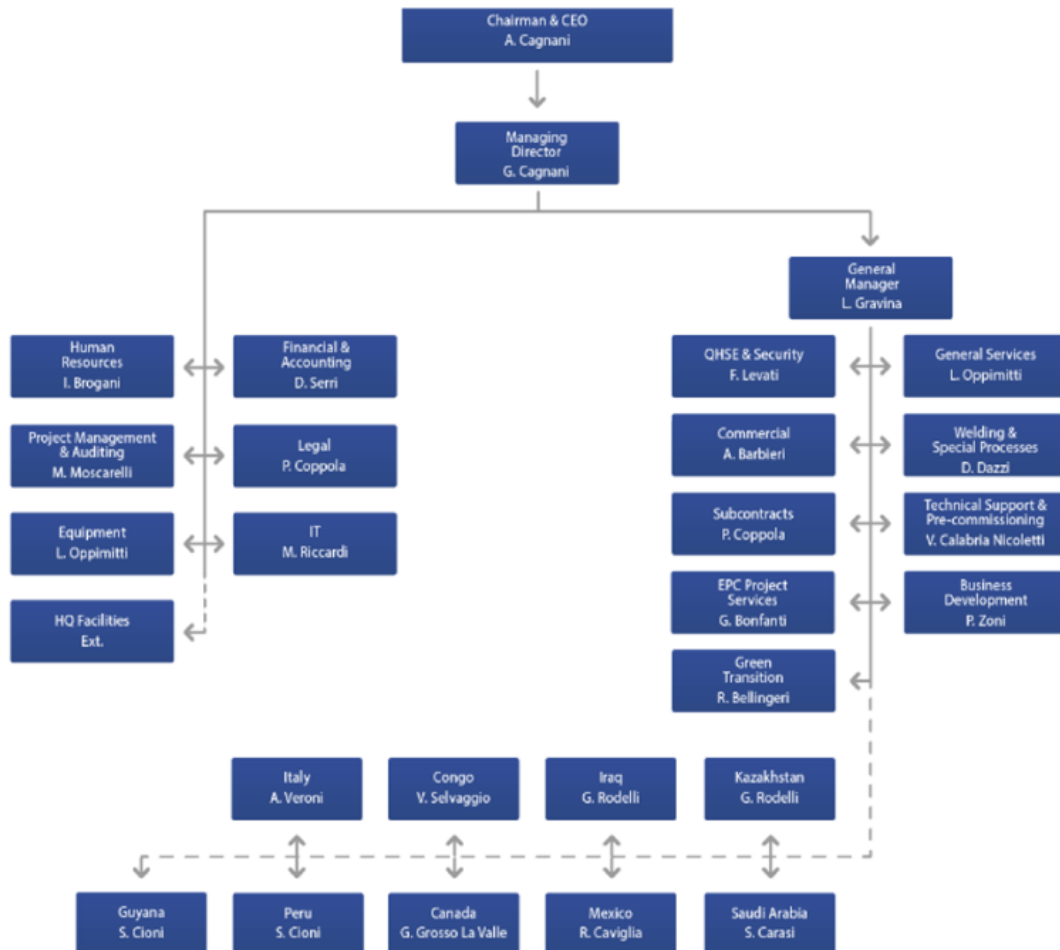 Chairman & CEO
A. Cagnani
Managing
Director
G. Cagnani
General
Manager
L. Gravina
Human
Resources
I. Brogani
Financial &
Accounting
D. Serri
Project Management
& Auditing
M. Moscarelli
Legal
P. Coppola
Equipment
L. Oppimitti
IT
M. Riccardi
HQ Facilities
Ext.
QHSE & Security
F. Levati
General Services
L. Oppimitti
Commercial
A. Barbieri
Welding &
Special Processes
D. Dazzi
Subcontracts
P. Coppola
Technical Support &
Pre-commissioning
V. Calabria Nicoletti
EPC Project
Services
G. Bonfanti
Business
Development
P. Zoni
Green
Transition
R. Bellingeri
Italy
A. Veroni
Congo
V. Selvaggio
Iraq
G. Rodelli
Kazakhstan
G. Rodelli
Guyana
S. Cioni
Peru
S. Cioni
Canada
G. Grosso La Valle
Mexico
R. Caviglia
Saudi Arabia
S. Carasi